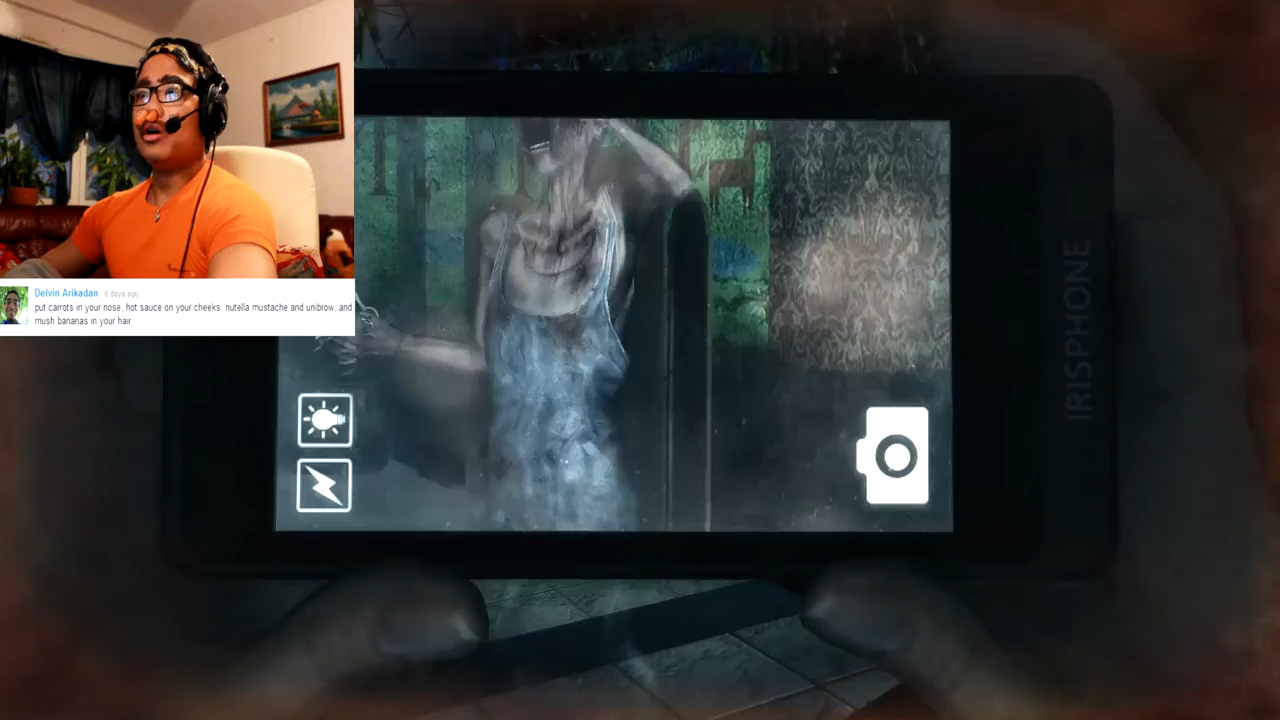 Delvin Arikadan 6 days ago
put carrots in your nose, hot sauce on your cheeks, nutella mustache and unibrow, and
mush bananas in your hair
IRISPHONE